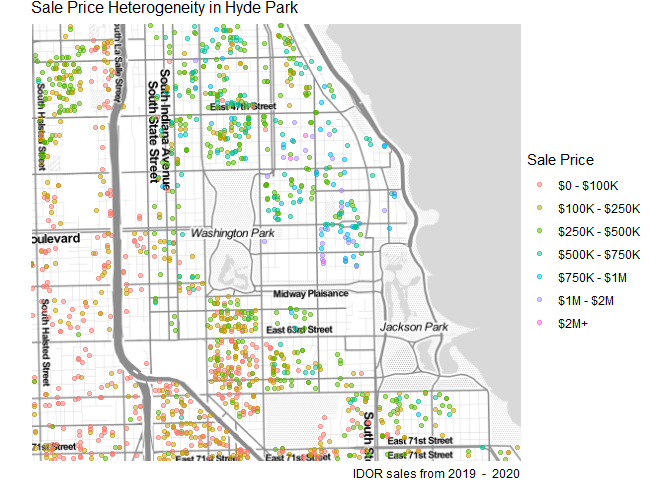 Sale Price Heterogeneity in Hyde Park
South La Salle Street
South Halsted Street
South Indiana Avenue
South State Street
East 47th Street
Washington Park
oulevard
Midway Plaisance
East 63rd Street
Jackson Park
South Halsted Street
South St
East 71st Street
71st Street
East 71st Street
East 71st Street
East 71st Street
Sale Price
$0 - $100K
$100K - $250K
$250K - $500K
$500K - $750K
$750K - $1M
$1M - $2M
$2M+
IDOR sales from 2019 - 2020